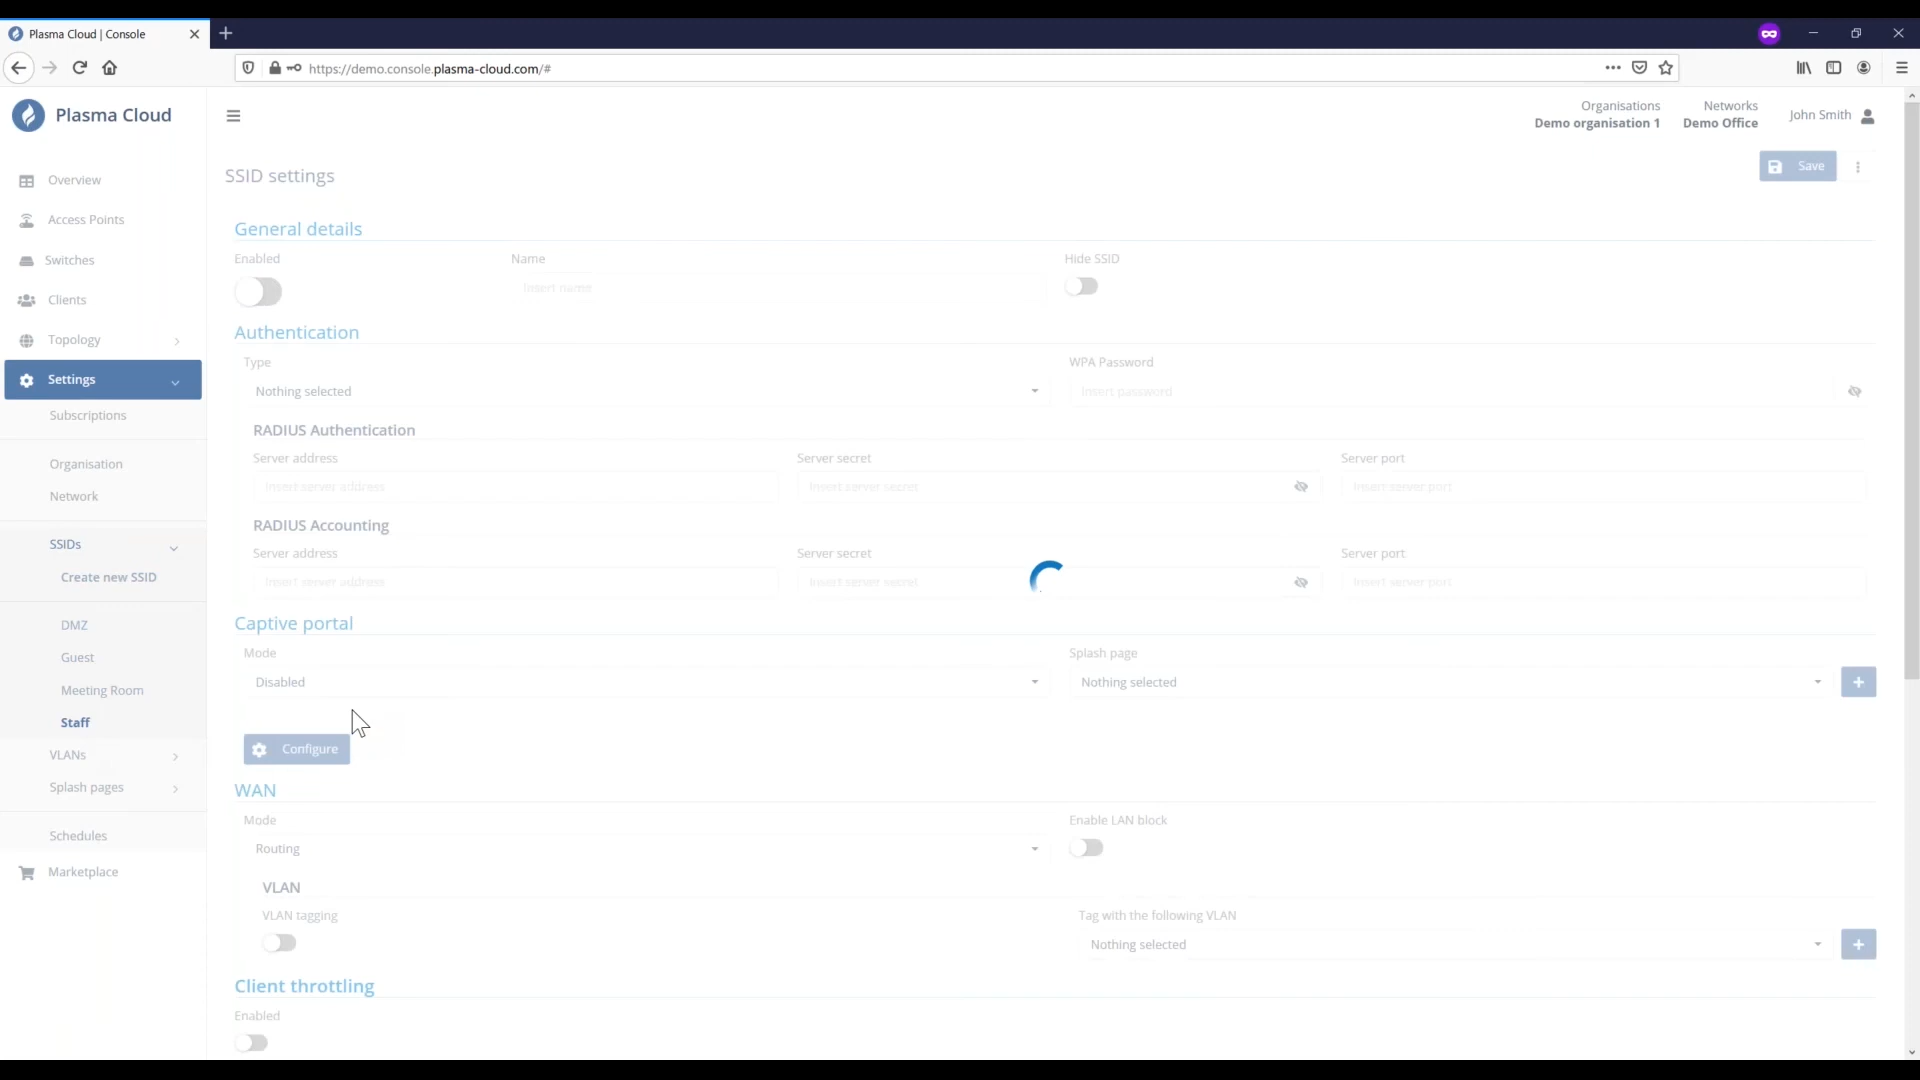 Plasma Cloud | Console
https://demo.console.plasma-cloud.com/#
Plasma Cloud
Organisations
Demo organisation 1
Networks
Demo Office
John Smith
Overview
Access Points
Switches
Clients
Topology
Settings
Subscriptions
Organisation
Network
SSIDs
Create new SSID
DMZ
Guest
Meeting Room
Staff
VLANs
Splash pages
Schedules
Marketplace
SSID settings
Save
General details
Enabled
Name
Hide SSID
Insert name
Authentication
Type
WPA Password
Nothing selected
Insert password
RADIUS Authentication
Server address
Server secret
Server port
Insert server address
Insert server secret
Insert server port
RADIUS Accounting
Server address
Server secret
Server port
Insert server address
Insert server secret
Insert server port
Captive portal
Mode
Splash page
Disabled
Nothing selected
Configure
WAN
Mode
Enable LAN block
Routing
VLAN
VLAN tagging
Tag with the following VLAN
Nothing selected
Client throttling
Enabled